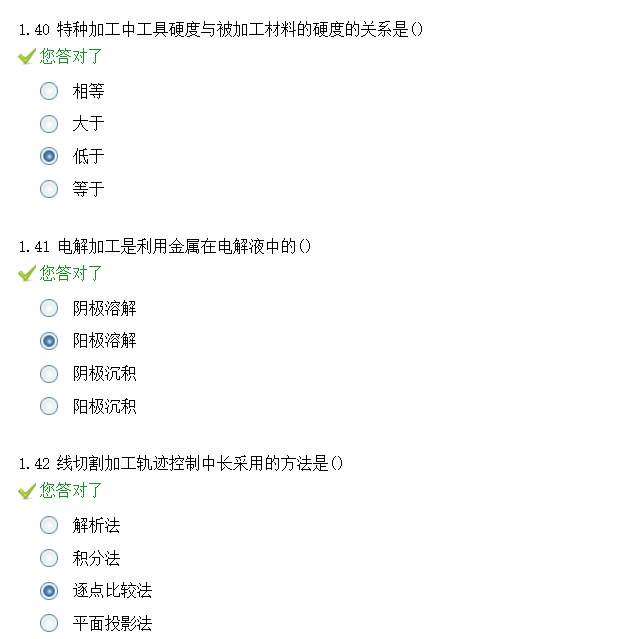 1.40 特种加工中工具硬度与被加工材料的硬度的关系是()
您答对了
相等
大于
低于
等于
1.41 电解加工是利用金属在电解液中的()
您答对了
阴极溶解
阳极溶解
阴极沉积
阳极沉积
1.42 线切割加工轨迹控制中长采用的方法是()
您答对了
解析法
积分法
逐点比较法
平面投影法